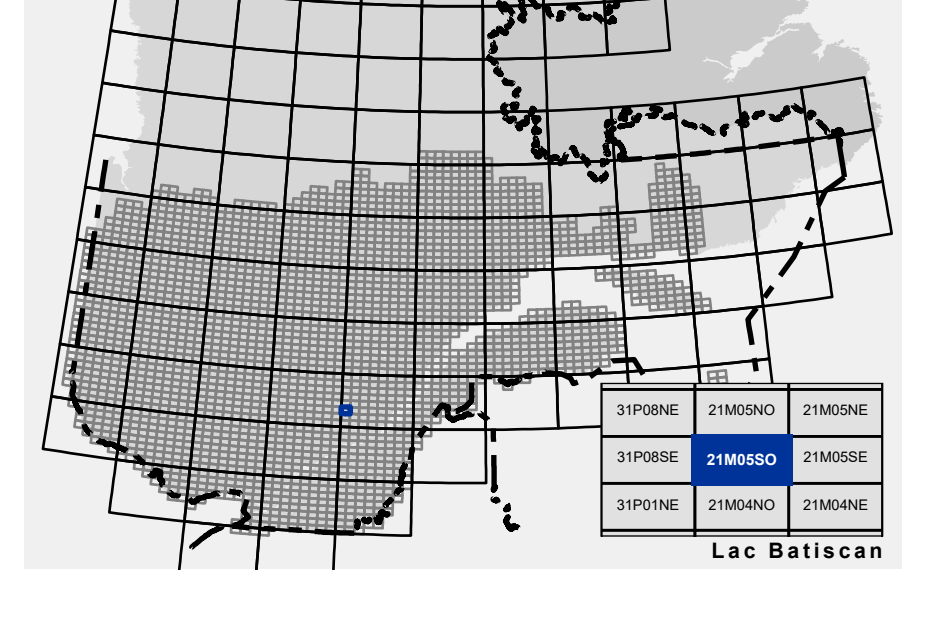 31P08NE 21M05NO 21M05NE
31P08SE 21M05SO 21M05SE
31P01NE 21M04NO 21M04NE
Lac Batiscan